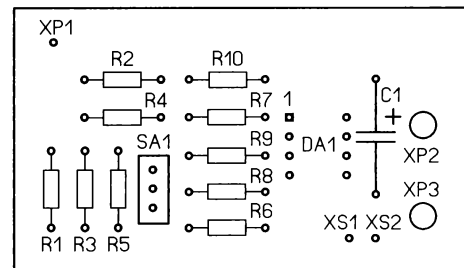 XP1
R2 R10
R4 R7 1 C1
+
SA1 R9 DA1 XP2
R8 XP3
R6 XS1 XS2
R1 R3 R5